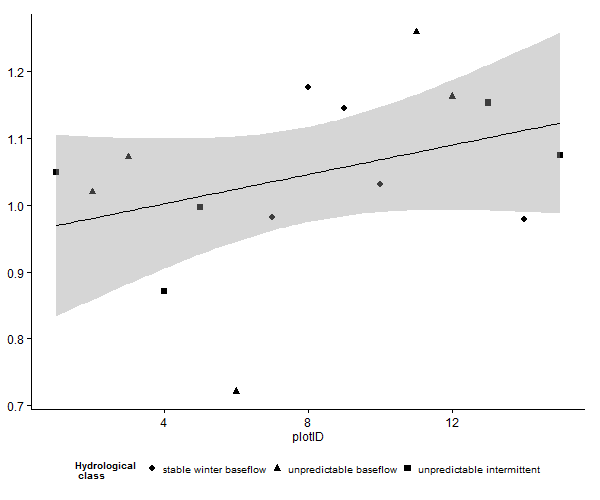 1.2
1.1
1.0
0.9
0.8
0.7
4 8 12
plotID
Hydrological
class
stable winter baseflow unpredictable baseflow unpredictable intermittent